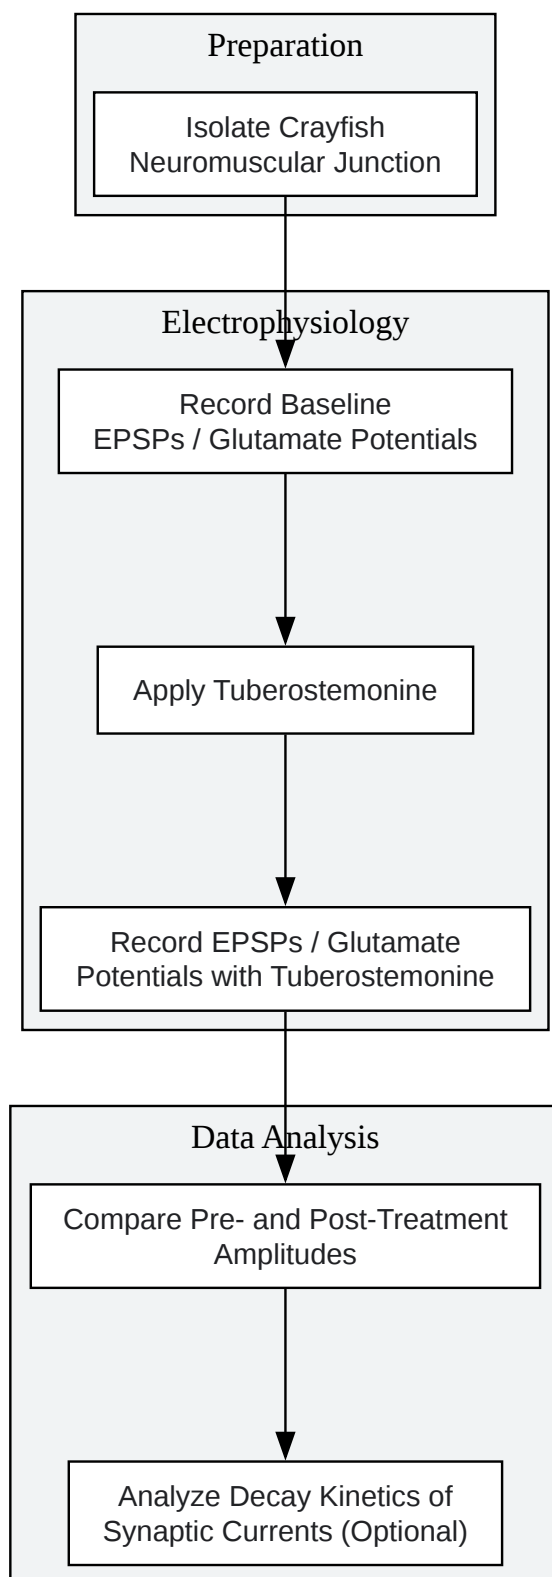 Preparation
Isolate Crayfish
Neuromuscular Junction
Electrophysiology
Record Baseline
EPSPs / Glutamate Potentials
Apply Tuberostemonine
Record EPSPs / Glutamate
Potentials with Tuberostemonine
Data Analysis
Compare Pre- and Post-Treatment
Amplitudes
Analyze Decay Kinetics of
Synaptic Currents (Optional)